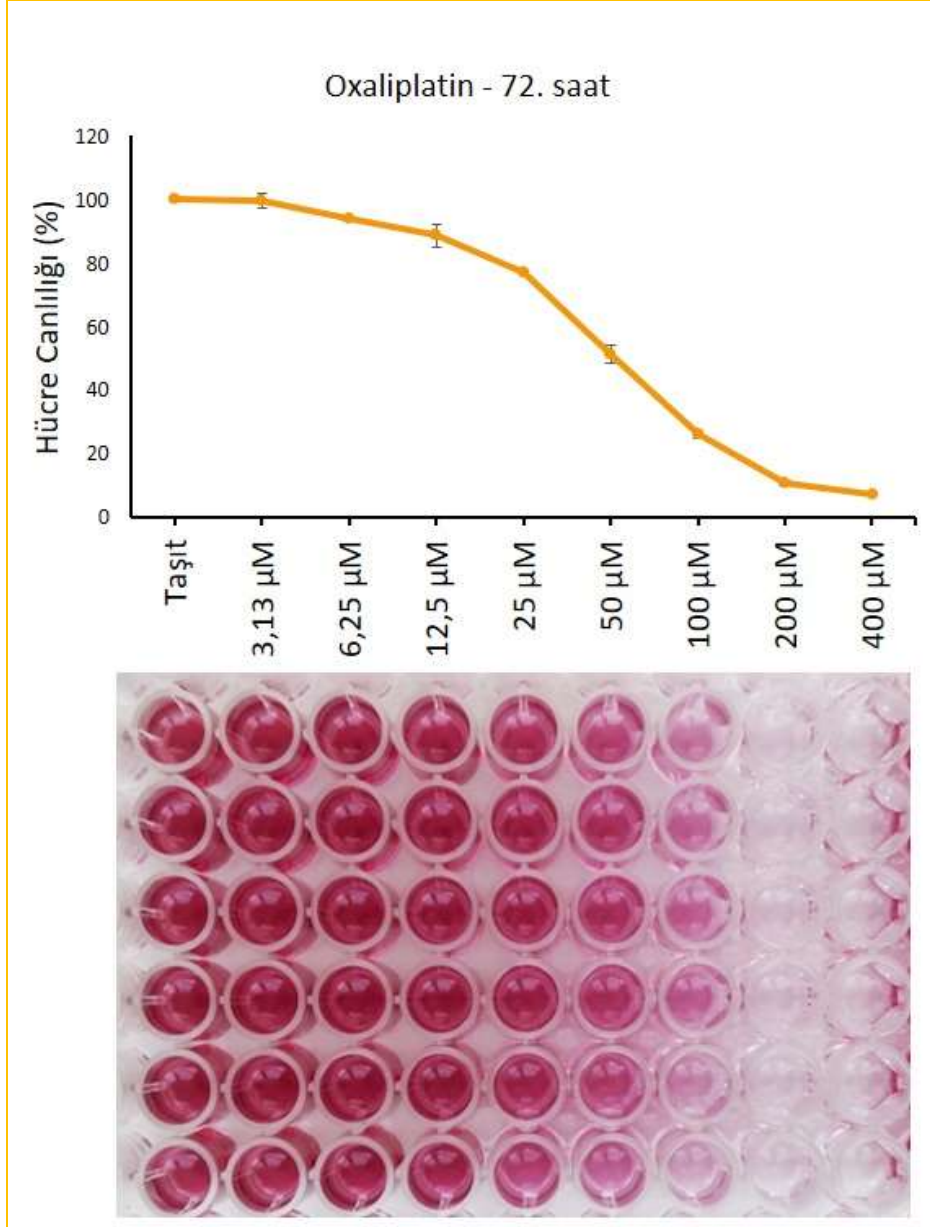 Oxaliplatin - 72. saat
Hücre Canlılığı (%)
120
100
80
60
40
20
0
Taşıt
3,13 µM
6,25 µM
12,5 µM
25 µM
50 µM
100 µM
200 µM
400 µM